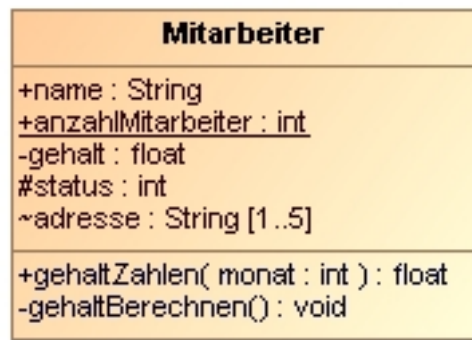 Mitarbeiter
+name : String
+anzahlMitarbeiter : int
-gehalt : float
#status : int
~adresse : String [1..5]
+gehaltZahlen( monat : int ) : float
-gehaltBerechnen() : void